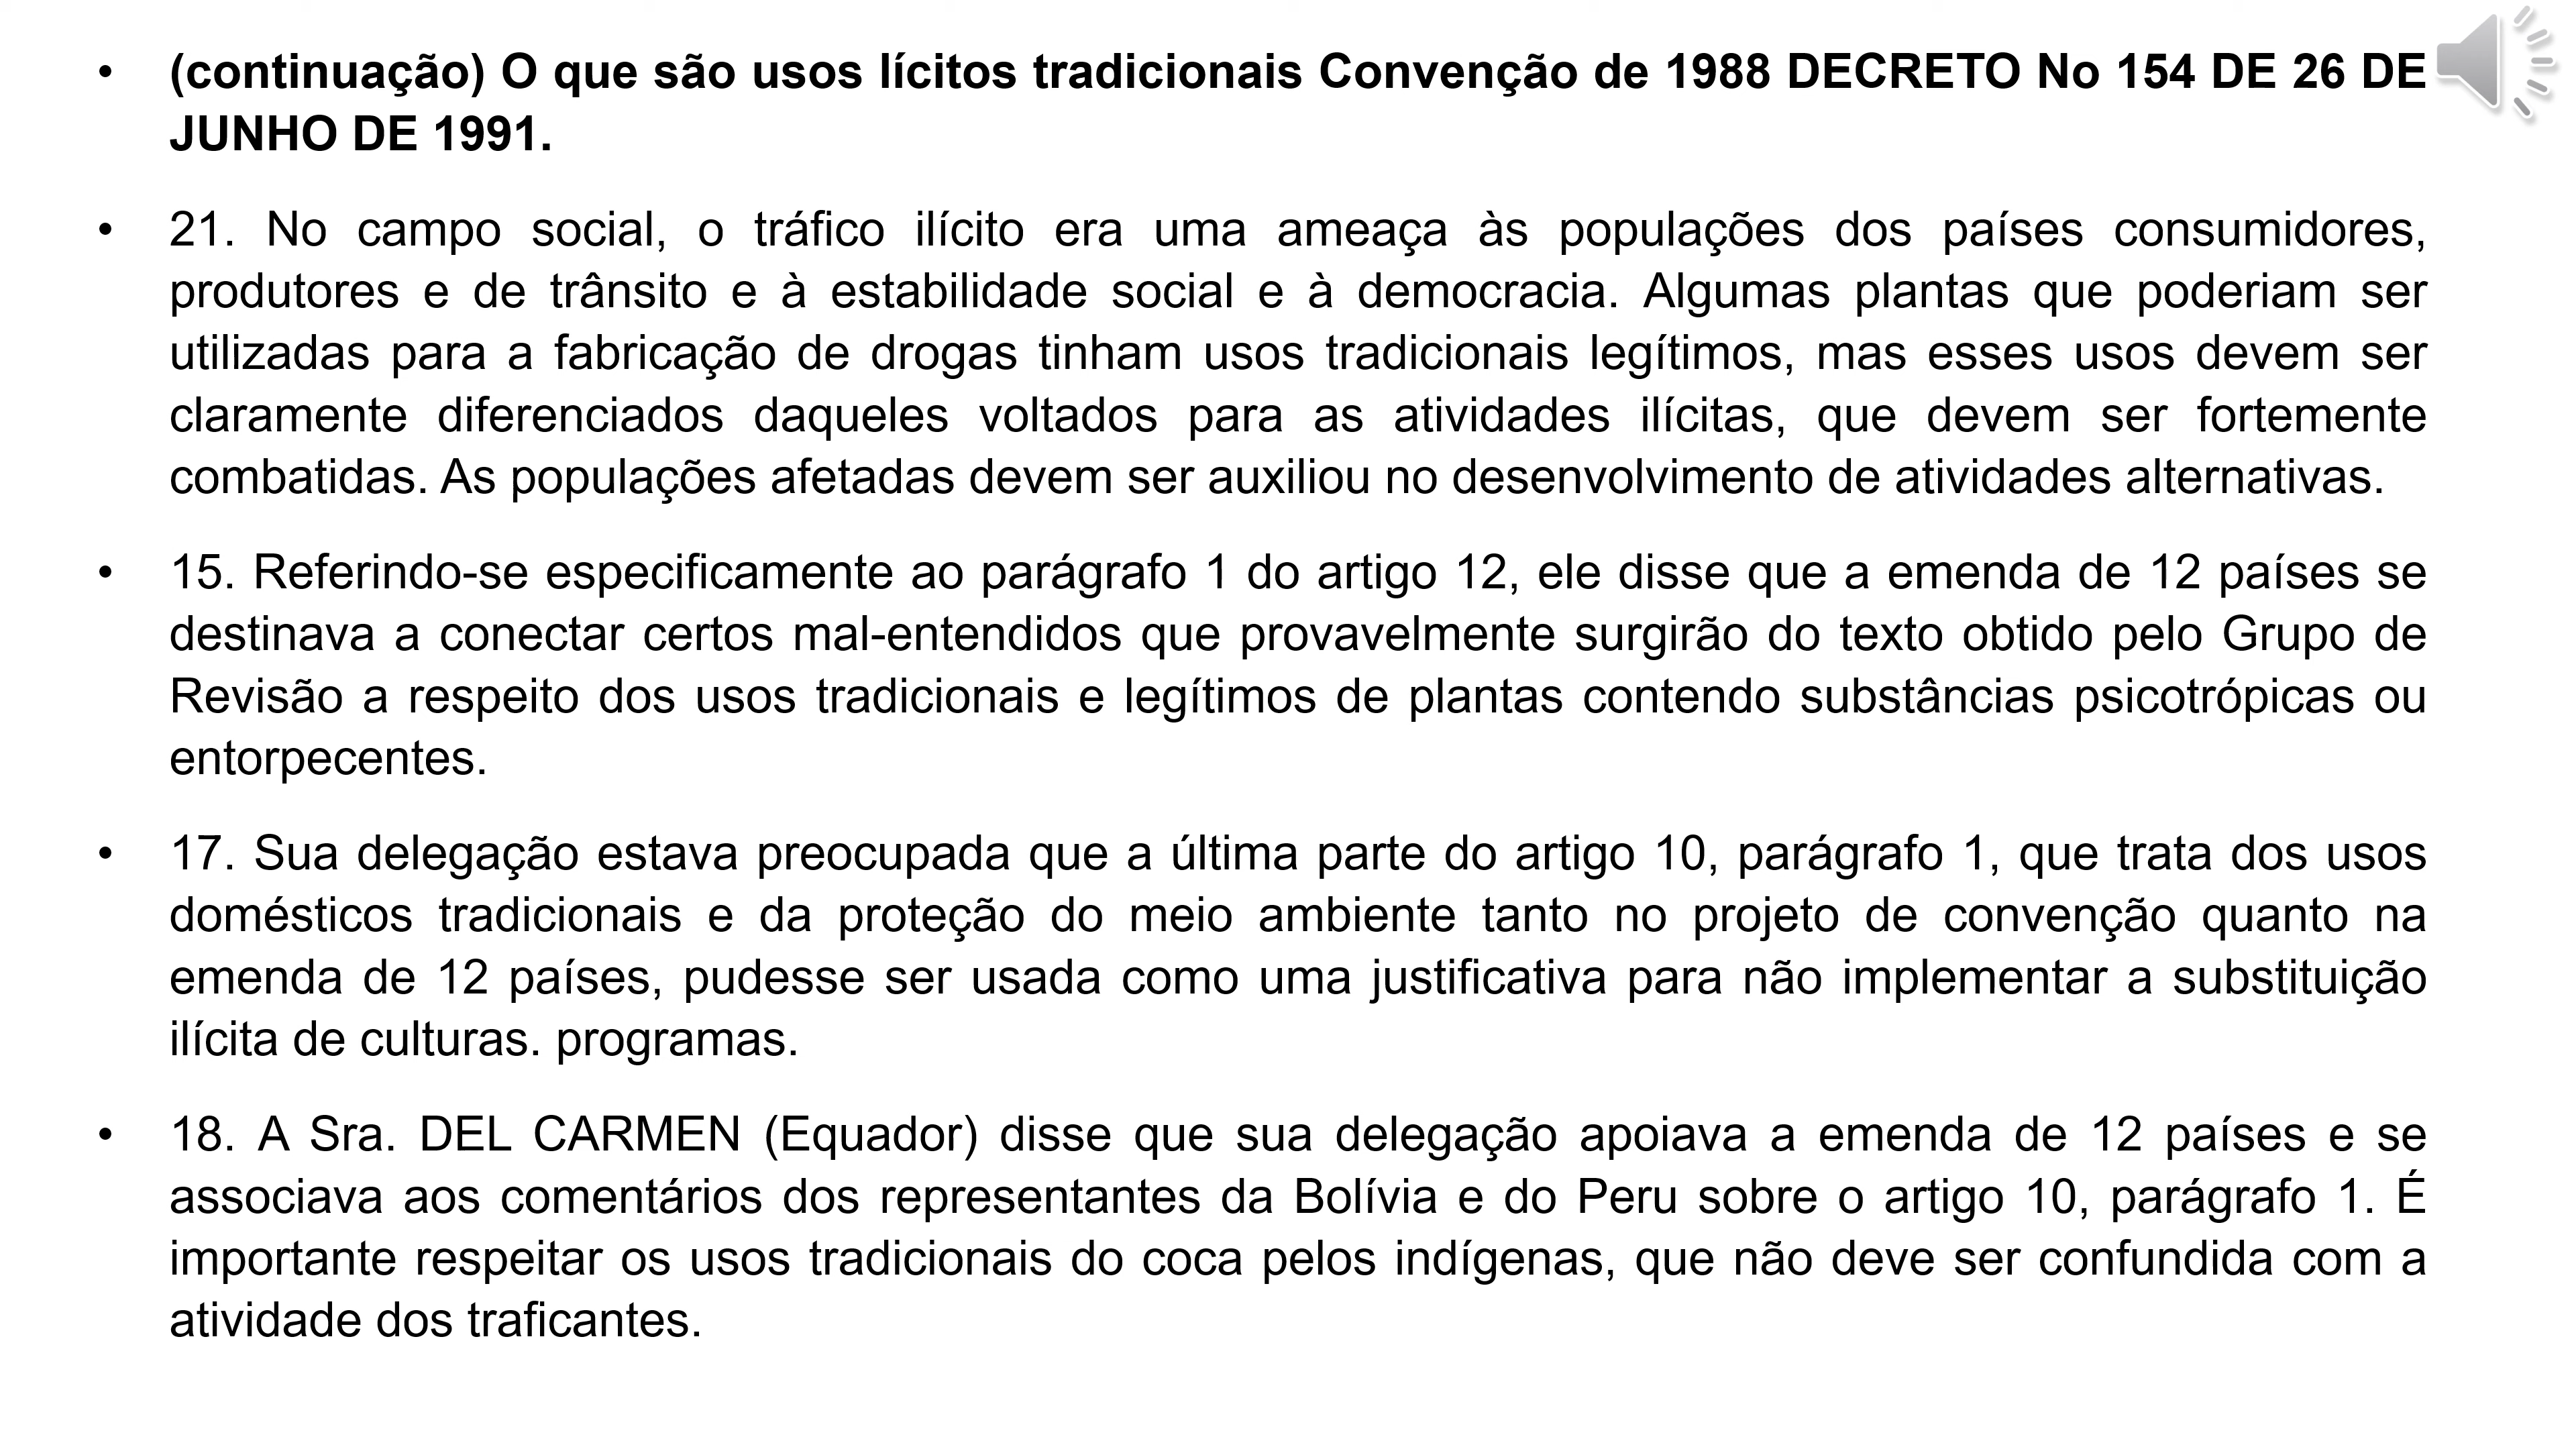 • (continuação) O que são usos lícitos tradicionais Convenção de 1988 DECRETO No 154 DE 26 DE
JUNHO DE 1991.
• 21. No campo social, o tráfico ilícito era uma ameaça às populações dos países consumidores,
produtores e de trânsito e à estabilidade social e à democracia. Algumas plantas que poderiam ser
utilizadas para a fabricação de drogas tinham usos tradicionais legítimos, mas esses usos devem ser
claramente diferenciados daqueles voltados para as atividades ilícitas, que devem ser fortemente
combatidas. As populações afetadas devem ser auxiliou no desenvolvimento de atividades alternativas.
• 15. Referindo-se especificamente ao parágrafo 1 do artigo 12, ele disse que a emenda de 12 países se
destinava a conectar certos mal-entendidos que provavelmente surgirão do texto obtido pelo Grupo de
Revisão a respeito dos usos tradicionais e legítimos de plantas contendo substâncias psicotrópicas ou
entorpecentes.
• 17. Sua delegação estava preocupada que a última parte do artigo 10, parágrafo 1, que trata dos usos
domésticos tradicionais e da proteção do meio ambiente tanto no projeto de convenção quanto na
emenda de 12 países, pudesse ser usada como uma justificativa para não implementar a substituição
ilícita de culturas. programas.
• 18. A Sra. DEL CARMEN (Equador) disse que sua delegação apoiava a emenda de 12 países e se
associava aos comentários dos representantes da Bolívia e do Peru sobre o artigo 10, parágrafo 1. É
importante respeitar os usos tradicionais do coca pelos indígenas, que não deve ser confundida com a
atividade dos traficantes.